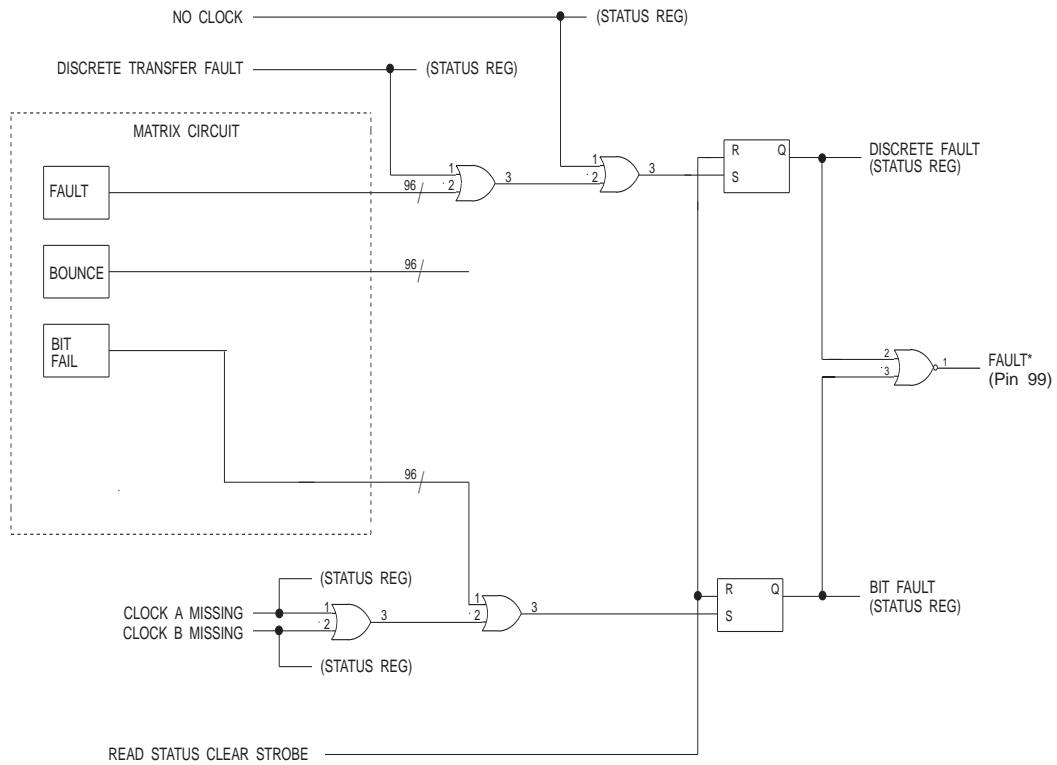 NO CLOCK
(STATUS REG)
DISCRETE TRANSFER FAULT
(STATUS REG)
MATRIX CIRCUIT
FAULT
96
1
2
3
1
2
3
R Q
S
DISCRETE FAULT
(STATUS REG)
BOUNCE
96
BIT
FAIL
2
3
1
FAULT*
(Pin 99)
96
(STATUS REG)
CLOCK A MISSING
CLOCK B MISSING
1
2
3
(STATUS REG)
1
2
3
R Q
S
BIT FAULT
(STATUS REG)
READ STATUS CLEAR STROBE